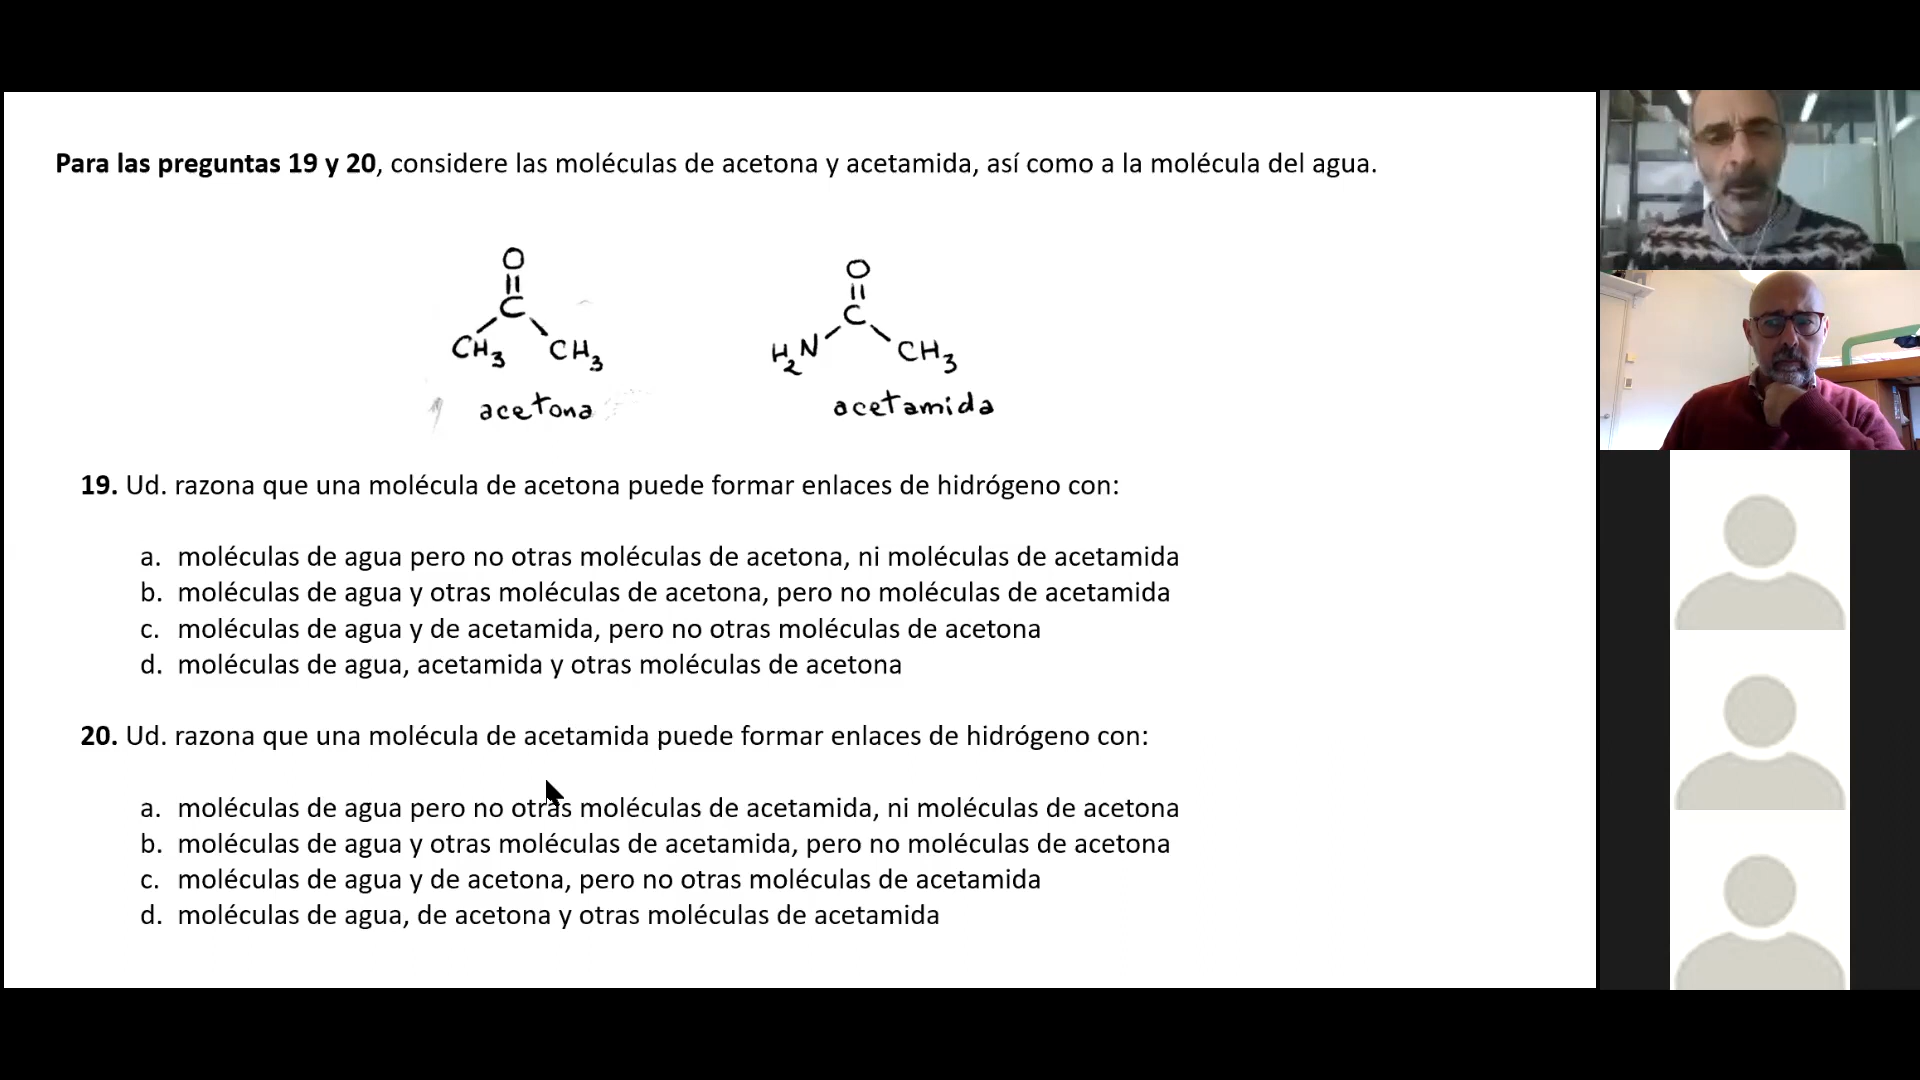 Para las preguntas 19 y 20, considere las moléculas de acetona y acetamida, así como a la molécula del agua.
O
C
CH3 CH3
acetona
O
C
H2N CH3
acetamida
19. Ud. razona que una molécula de acetona puede formar enlaces de hidrógeno con:
a. moléculas de agua pero no otras moléculas de acetona, ni moléculas de acetamida
b. moléculas de agua y otras moléculas de acetona, pero no moléculas de acetamida
c. moléculas de agua y de acetamida, pero no otras moléculas de acetona
d. moléculas de agua, acetamida y otras moléculas de acetona
20. Ud. razona que una molécula de acetamida puede formar enlaces de hidrógeno con:
a. moléculas de agua pero no otras moléculas de acetamida, ni moléculas de acetona
b. moléculas de agua y otras moléculas de acetamida, pero no moléculas de acetona
c. moléculas de agua y de acetona, pero no otras moléculas de acetamida
d. moléculas de agua, de acetona y otras moléculas de acetamida